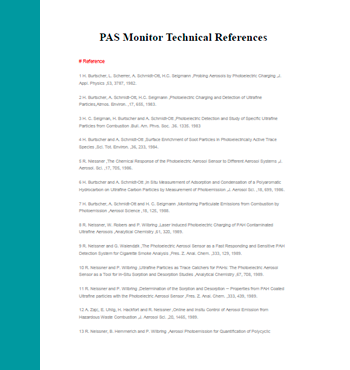 PAS Monitor Technical References
# Reference
1 H. Burtscher, L. Scherrer, A. Schmidt-Ott, H.C. Siegmann ,Probing Aerosols by Photoelectric Charging ,J.
Appl. Physics ,53, 3787, 1982.
2 H. Burtscher, A. Schmidt-Ott, H.C. Siegmann ,Photoelectric Charging and Detection of Ultrafine
Particles,Atmos. Environ. ,17, 655, 1983.
3 H. C. Siegman, H. Burtscher and A. Schmidt-Ott ,Photoelectric Detection and Study of Specific Ultrafine
Particles from Combustion ,Bull. Am. Phys. Soc. ,28, 1339, 1983
4 H. Burtscher and A. Schmidt-Ott ,Surface Enrichment of Soot Particles in Photoelectrically Active Trace
Species ,Sci. Tot. Environ. ,36, 233, 1984.
5 R. Niessner ,The Chemical Response of the Photoelectric Aerosol Sensor to Different Aerosol Systems ,J.
Aerosol. Sci. ,17, 705, 1986.
6 H. Burtscher and A. Schmidt-Ott ,In Situ Measurement of Adsorption and Condensation of a Polyaromatic
Hydrocarbon on Ultrafine Carbon Particles by Measurement of Photoemission ,J. Aerosol Sci. ,18, 699, 1986.
7 H. Burtscher, A. Schmidt-Ott and H. C. Siegmann ,Monitoring Particulate Emissions from Combustion by
Photoemission ,Aerosol Science ,18, 125, 1988.
8 R. Niessner, W. Robers and P. Wilbring ,Laser Induced Photoelectric Charging of PAH Contaminated
Ultrafine Aerosols. ,Analytical Chemistry ,61, 320, 1989.
9 R. Niessner and G. Walendzik ,The Photoelectric Aerosol Sensor as a Fast Responding and Sensitive PAH
Detection System for Cigarette Smoke Analysis ,Fres. Z. Anal. Chem. ,333, 129, 1989.
10 R. Niessner and P. Wilbring ,Ultrafine Particles as Trace Catchers for PAHs: The Photoelectric Aerosol
Sensor as a Tool for In-Situ Sorption and Desorption Studies ,Analytical Chemistry ,61, 708, 1989.
11 R. Niessner and P. Wilbring ,Determination of the Sorption and Desorption – Properties from PAH Coated
Ultrafine particles with the Photoelectric Aerosol Sensor ,Fres. Z. Anal. Chem. ,333, 439, 1989.
12 A. Zajc, E. Uhlig, H. Hackfort and R. Niessner ,Online and Insitu Control of Aerosol Emission from
Hazardous Waste Combustion ,J. Aerosol Sci. ,20, 1465, 1989.
13 R. Niessner, B. Hemmerich and P. Wilbring ,Aerosol Photoemission for Quantification of Polycyclic